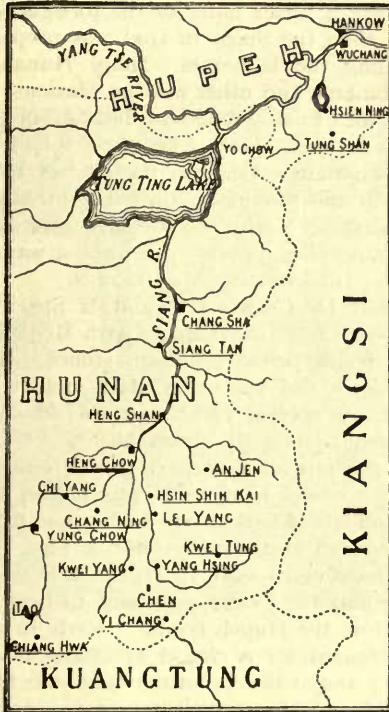 HANKOW
WUCHANG
YANG TSE RIVER
HUPEH
HSIEN NING
TUNG SHAN
YO CHOW
TUNG TING LAKE
SIANG R.
CHANG SHA
SIANG TAN
HUNAN
KIANGSI
HENG SHAN
HENG CHOW
AN JEN
CHI YANG
HSIN SHIH KAI
CHANG NING
LEI YANG
YUNG CHOW
KWEI TUNG
KWEI YANG
YANG HSING
CHEN
TAO
YI CHANG
CHIANG HWA
KUANGTUNG